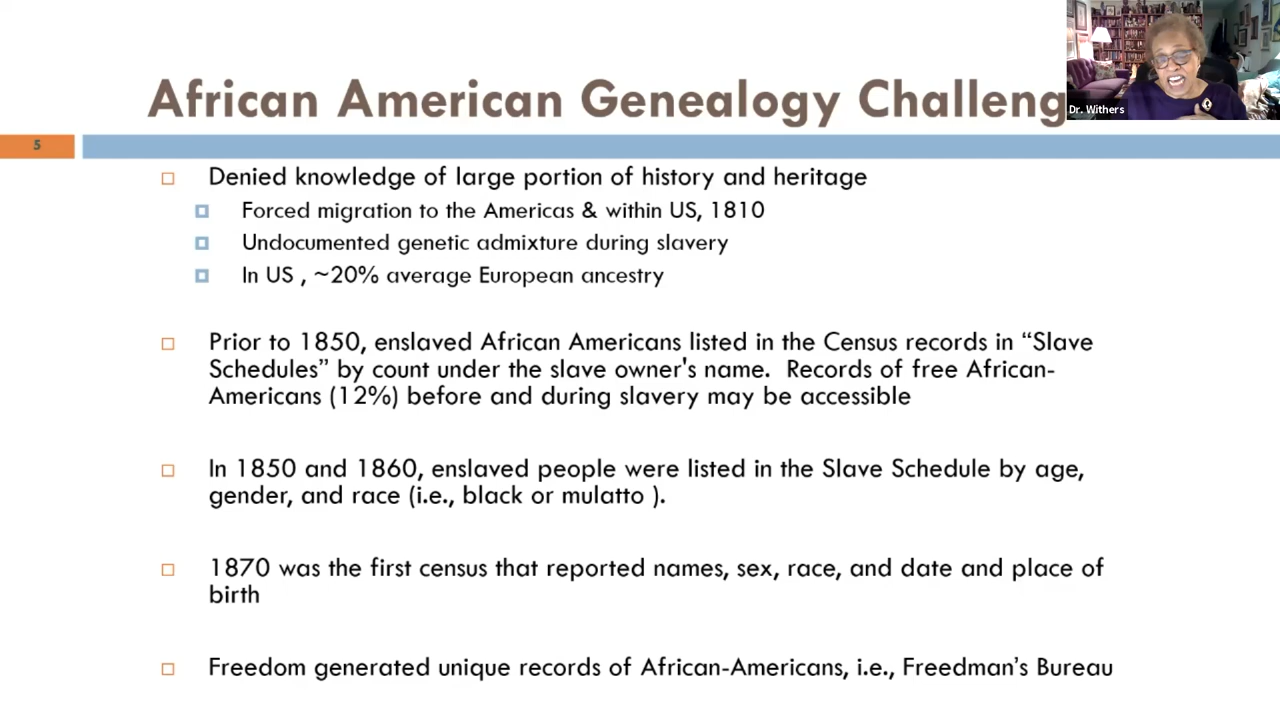 African American Genealogy Challeng
Dr. Withers
5
Denied knowledge of large portion of history and heritage
Forced migration to the Americas & within US, 1810
Undocumented genetic admixture during slavery
In US , ~20% average European ancestry
Prior to 1850, enslaved African Americans listed in the Census records in “Slave
Schedules” by count under the slave owner's name.  Records of free African-
Americans (12%) before and during slavery may be accessible
In 1850 and 1860, enslaved people were listed in the Slave Schedule by age,
gender, and race (i.e., black or mulatto ).
1870 was the first census that reported names, sex, race, and date and place of
birth
Freedom generated unique records of African-Americans, i.e., Freedman’s Bureau